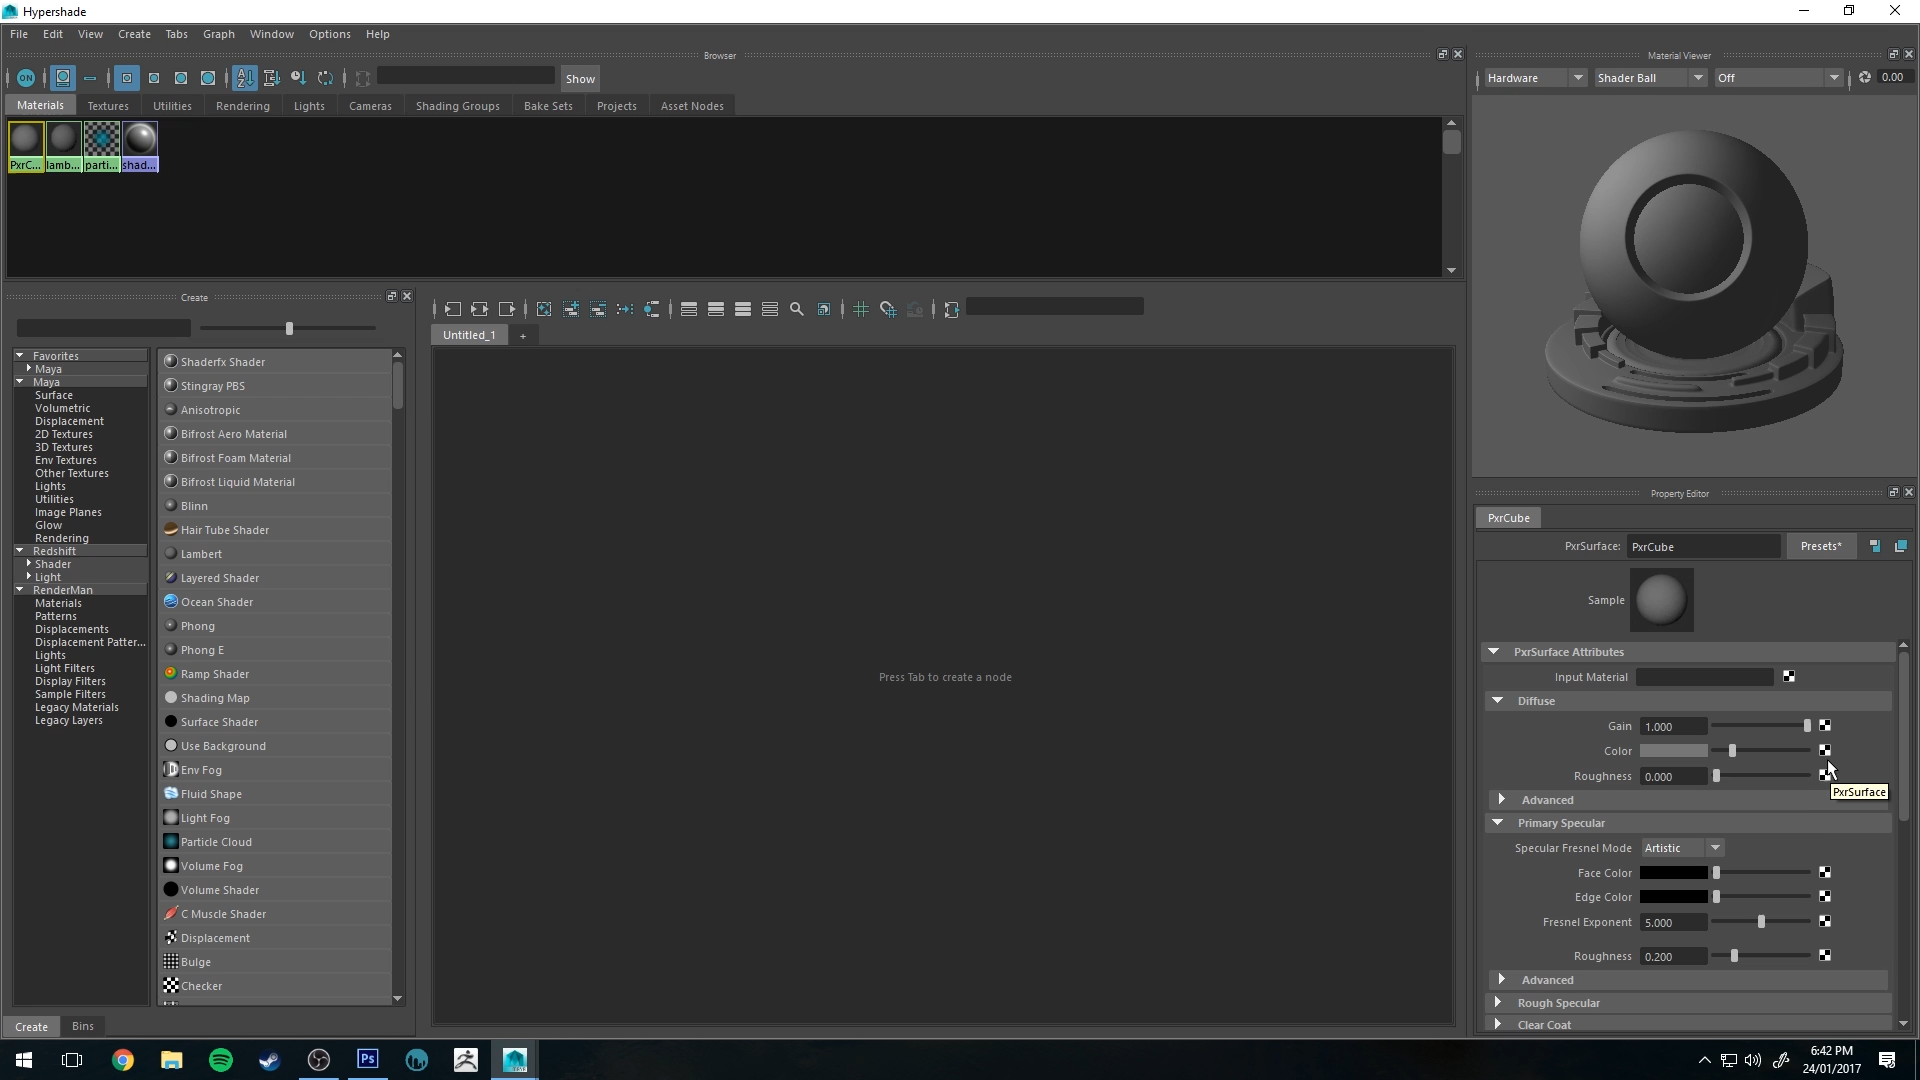 Hypershade
File Edit View Create Tabs Graph Window Options Help
Browser
ON
Show
Materials Textures Utilities Rendering Lights Cameras Shading Groups Bake Sets Projects Asset Nodes
PxrC... lamb... parti... shad...
Material Viewer
Hardware Shader Ball Off 0.00
Create
Untitled_1 +
Favorites
Maya
Maya
Surface
Volumetric
Displacement
2D Textures
3D Textures
Env Textures
Other Textures
Lights
Utilities
Image Planes
Glow
Rendering
Redshift
Shader
Light
RenderMan
Materials
Patterns
Displacements
Displacement Patter...
Lights
Light Filters
Display Filters
Sample Filters
Legacy Materials
Legacy Layers
Shaderfx Shader
Stingray PBS
Anisotropic
Bifrost Aero Material
Bifrost Foam Material
Bifrost Liquid Material
Blinn
Hair Tube Shader
Lambert
Layered Shader
Ocean Shader
Phong
Phong E
Ramp Shader
Shading Map
Surface Shader
Use Background
Env Fog
Fluid Shape
Light Fog
Particle Cloud
Volume Fog
Volume Shader
C Muscle Shader
Displacement
Bulge
Checker
Create Bins
Press Tab to create a node
Property Editor
PxrCube
PxrSurface: PxrCube Presets*
Sample
PxrSurface Attributes
Input Material
Diffuse
Gain 1.000
Color
Roughness 0.000
PxrSurface
Advanced
Primary Specular
Specular Fresnel Mode Artistic
Face Color
Edge Color
Fresnel Exponent 5.000
Roughness 0.200
Advanced
Rough Specular
Clear Coat
Ps
6:42 PM
24/01/2017